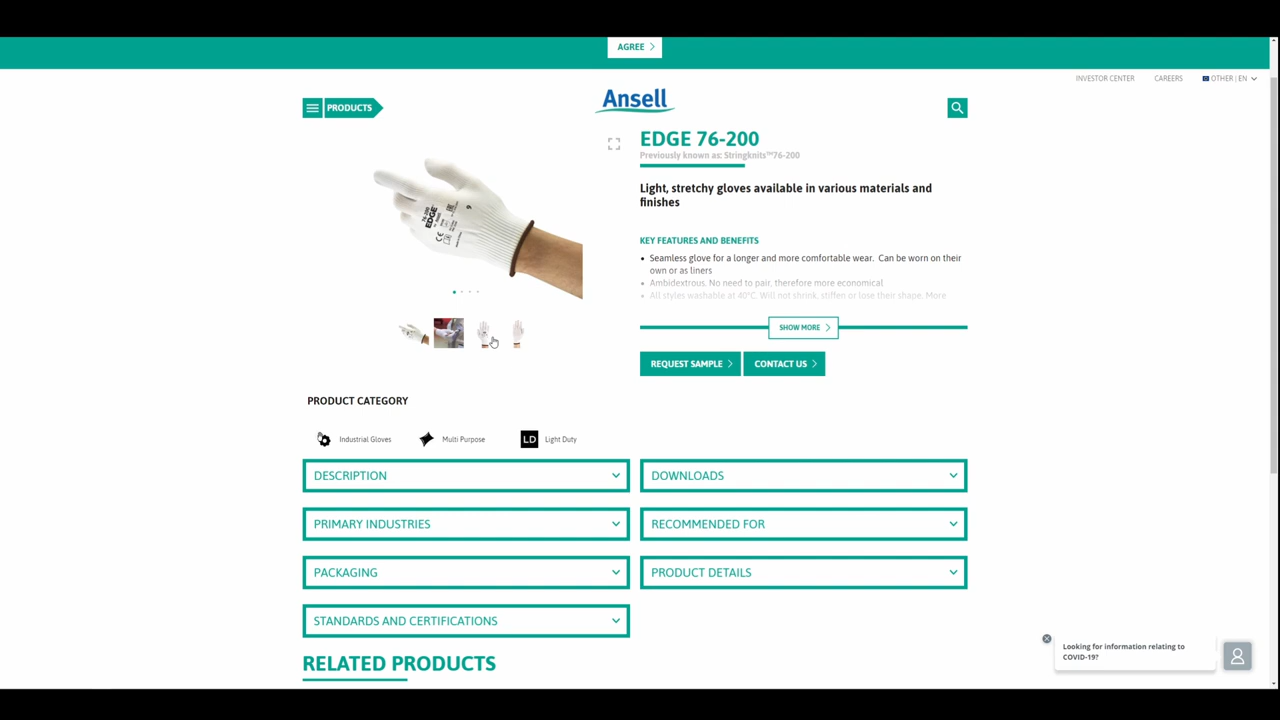 AGREE
INVESTOR CENTER
CAREERS
OTHER | EN
PRODUCTS
Ansell
EDGE 76-200
Previously known as: Stringknits™76-200
Light, stretchy gloves available in various materials and
finishes
KEY FEATURES AND BENEFITS
• Seamless glove for a longer and more comfortable wear. Can be worn on their
own or as liners
• Ambidextrous. No need to pair, therefore more economical
• All styles washable at 40°C. Will not shrink, stiffen or lose their shape. More
SHOW MORE
REQUEST SAMPLE
CONTACT US
76-200
EDGE
9
CE
PRODUCT CATEGORY
Industrial Gloves
Multi Purpose
LD
Light Duty
DESCRIPTION
DOWNLOADS
PRIMARY INDUSTRIES
RECOMMENDED FOR
PACKAGING
PRODUCT DETAILS
STANDARDS AND CERTIFICATIONS
RELATED PRODUCTS
Looking for information relating to
COVID-19?